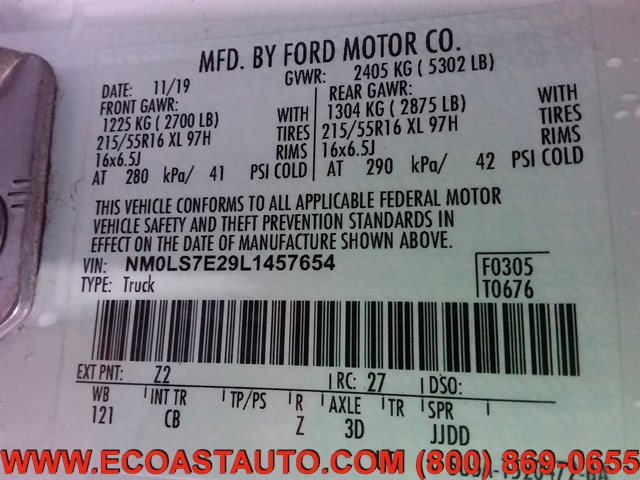 MFD. BY FORD MOTOR CO.
DATE: 11/19 GVWR: 2405 KG ( 5302 LB)
FRONT GAWR: REAR GAWR:
1225 KG ( 2700 LB) WITH 1304 KG ( 2875 LB) WITH
215/55R16 XL 97H TIRES 215/55R16 XL 97H TIRES
16x6.5J RIMS 16x6.5J RIMS
AT 280 kPa/ 41 PSI COLD AT 290 kPa/ 42 PSI COLD
THIS VEHICLE CONFORMS TO ALL APPLICABLE FEDERAL MOTOR
VEHICLE SAFETY AND THEFT PREVENTION STANDARDS IN
EFFECT ON THE DATE OF MANUFACTURE SHOWN ABOVE.
VIN: NM0LS7E29L1457654 F0305
TYPE: Truck T0676
EXT PNT: Z2 RC: 27 DSO:
WB INT TR TP/PS R AXLE TR SPR
121 CB Z 3D JJDD
WWW.ECOASTAUTO.COM (800) 869-0655